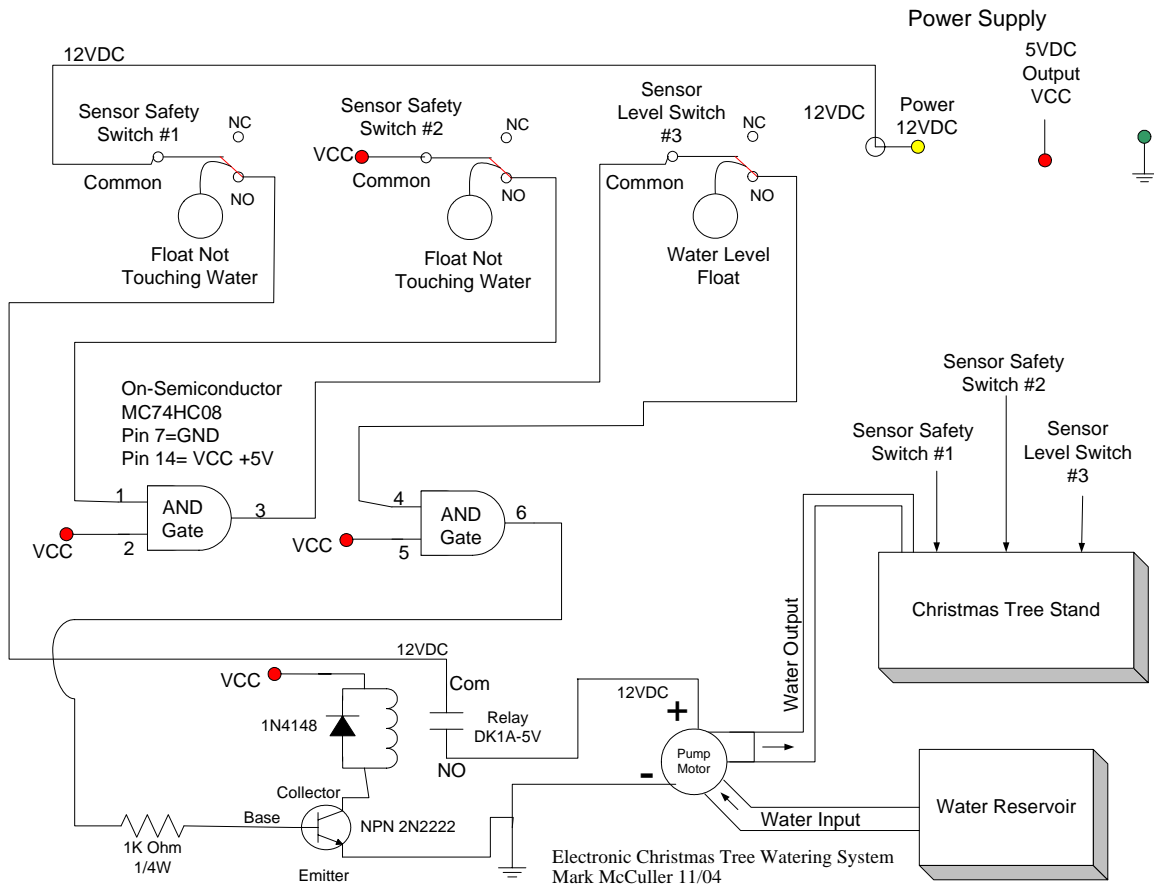 Power Supply
12VDC
5VDC
Output
VCC
Sensor Safety
Switch #1
NC
Sensor Safety
Switch #2
NC
Sensor
Level Switch
#3
NC
12VDC
Power
12VDC
VCC
Common
NO
Common
NO
Common
NO
Float Not
Touching Water
Float Not
Touching Water
Water Level
Float
On-Semiconductor
MC74HC08
Pin 7=GND
Pin 14= VCC +5V
Sensor Safety
Switch #2
Sensor Safety
Switch #1
Sensor
Level Switch
#3
1
AND
Gate
3
VCC
2
4
AND
Gate
6
VCC
5
Christmas Tree Stand
Water Output
12VDC
VCC
Com
1N4148
Relay
DK1A-5V
NO
12VDC
+
-
Pump
Motor
Water Reservoir
Water Input
Collector
Base
NPN 2N2222
1K Ohm
1/4W
Emitter
Electronic Christmas Tree Watering System
Mark McCuller 11/04